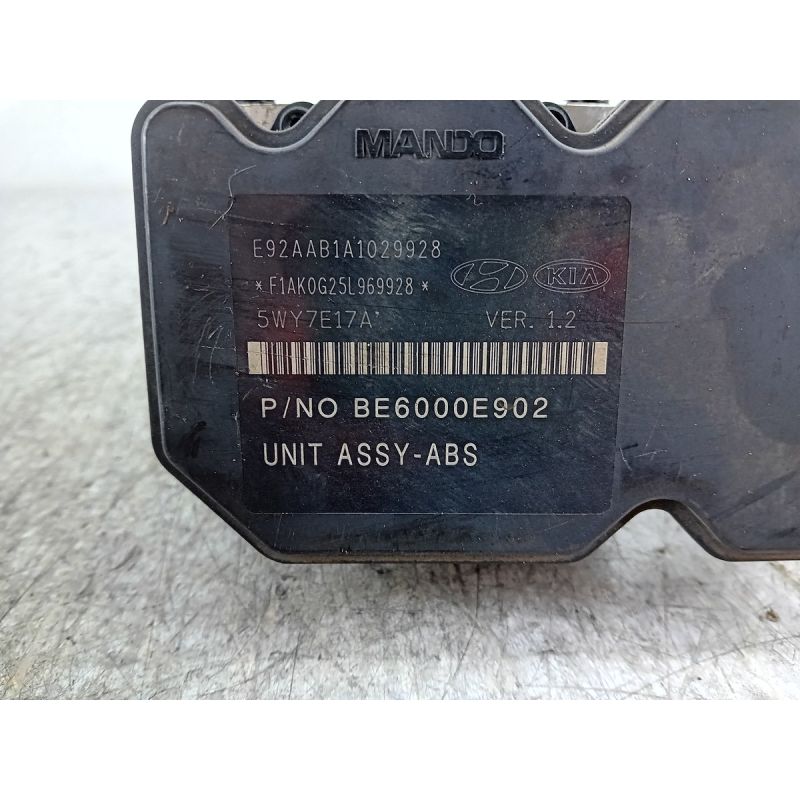 MANDO
E92AAB1A1029928
*F1AK0G25L969928* KIA
5WY7E17A VER. 1.2
P/NO BE6000E902
UNIT ASSY-ABS